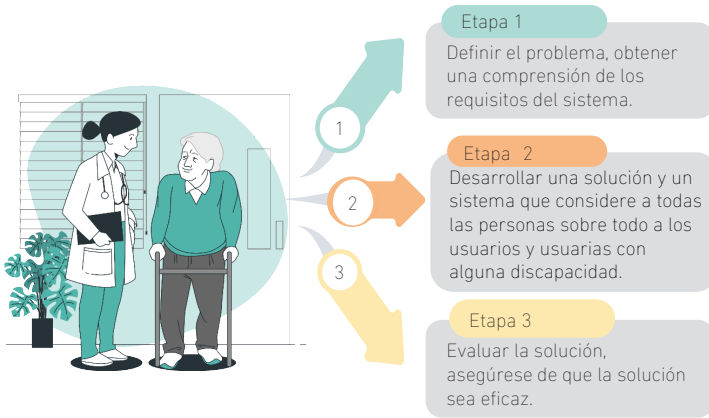 1
Etapa 1
Definir el problema, obtener
una comprensión de los
requisitos del sistema.
2
Etapa 2
Desarrollar una solución y un
sistema que considere a todas
las personas sobre todo a los
usuarios y usuarias con
alguna discapacidad.
3
Etapa 3
Evaluar la solución,
asegúrese de que la solución
sea eficaz.